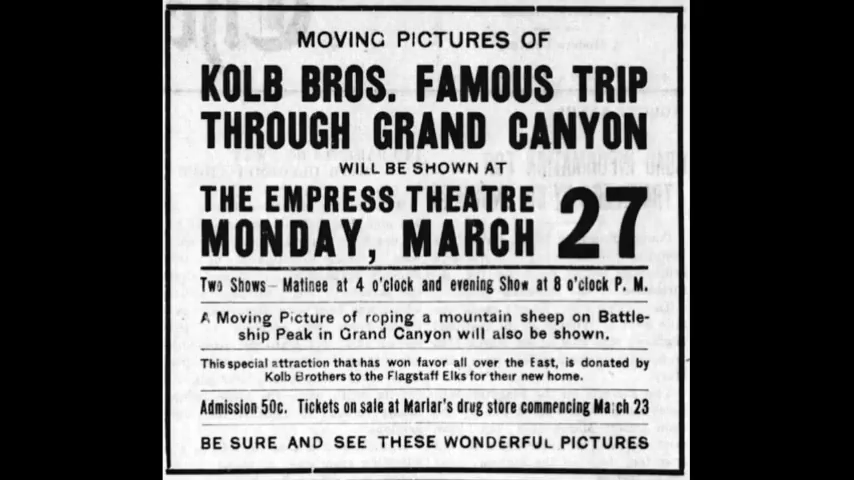 MOVING PICTURES OF
KOLB BROS. FAMOUS TRIP
THROUGH GRAND CANYON
WILL BE SHOWN AT
THE EMPRESS THEATRE
MONDAY, MARCH 27
Two Shows - Matinee at 4 o'clock and evening Show at 8 o'clock P. M.
A Moving Picture of roping a mountain sheep on Battle-
ship Peak in Grand Canyon will also be shown.
This special attraction that has won favor all over the East, is donated by
Kolb Brothers to the Flagstaff Elks for their new home.
Admission 50c. Tickets on sale at Marlar's drug store commencing March 23
BE SURE AND SEE THESE WONDERFUL PICTURES